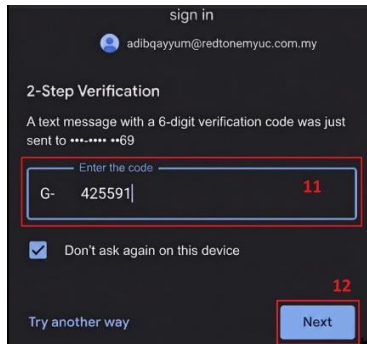 sign in
adibqayyum@redtonemyuc.com.my
2-Step Verification
A text message with a 6-digit verification code was just
sent to •••-•••• ••69
Enter the code
G- 425591
11
Don't ask again on this device
12
Try another way
Next